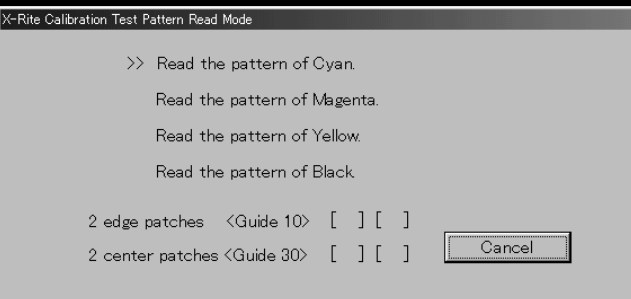 X-Rite Calibration Test Pattern Read Mode
>> Read the pattern of Cyan.
Read the pattern of Magenta.
Read the pattern of Yellow.
Read the pattern of Black.
2 edge patches <Guide 10> [ ] [ ]
2 center patches <Guide 30> [ ] [ ]
Cancel